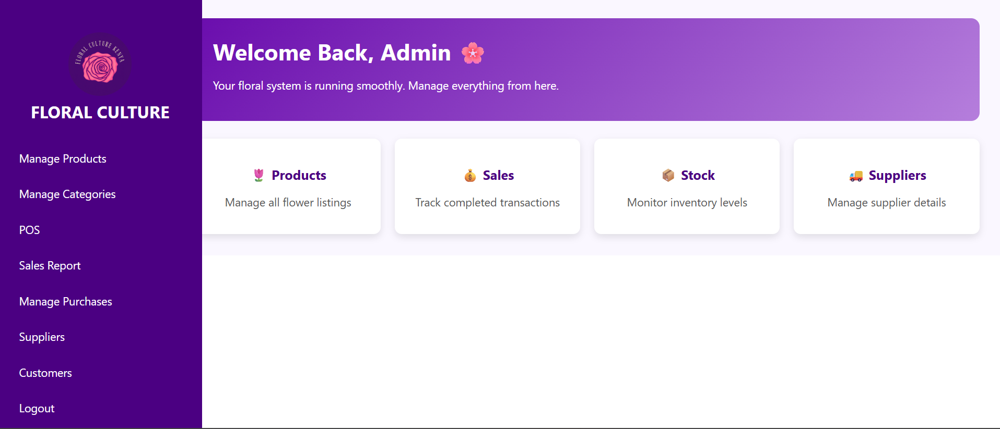 FLORAL CULTURE KENYA
FLORAL CULTURE
Manage Products
Manage Categories
POS
Sales Report
Manage Purchases
Suppliers
Customers
Logout
Welcome Back, Admin 🌸
Your floral system is running smoothly. Manage everything from here.
🌷 Products
Manage all flower listings
💰 Sales
Track completed transactions
📦 Stock
Monitor inventory levels
🚚 Suppliers
Manage supplier details